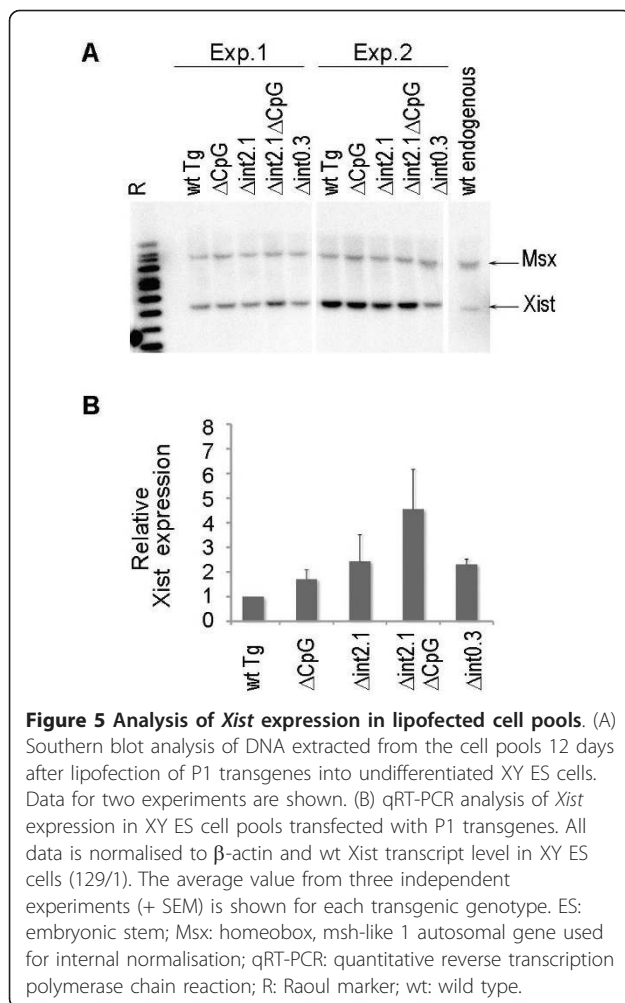 A
Exp.1 Exp.2
R
wt Tg
ΔCpG
Δint2.1
Δint2.1 ΔCpG
Δint0.3
wt Tg
ΔCpG
Δint2.1
Δint2.1 ΔCpG
Δint0.3
wt endogenous
Msx
Xist
B
Relative
Xist expression
8
7
6
5
4
3
2
1
0
wt Tg
ΔCpG
Δint2.1
Δint2.1
ΔCpG
Δint0.3
Figure 5 Analysis of Xist expression in lipofected cell pools. (A)
Southern blot analysis of DNA extracted from the cell pools 12 days
after lipofection of P1 transgenes into undifferentiated XY ES cells.
Data for two experiments are shown. (B) qRT-PCR analysis of Xist
expression in XY ES cell pools transfected with P1 transgenes. All
data is normalised to β-actin and wt Xist transcript level in XY ES
cells (129/1). The average value from three independent
experiments (+ SEM) is shown for each transgenic genotype. ES:
embryonic stem; Msx: homeobox, msh-like 1 autosomal gene used
for internal normalisation; qRT-PCR: quantitative reverse transcription
polymerase chain reaction; R: Raoul marker; wt: wild type.